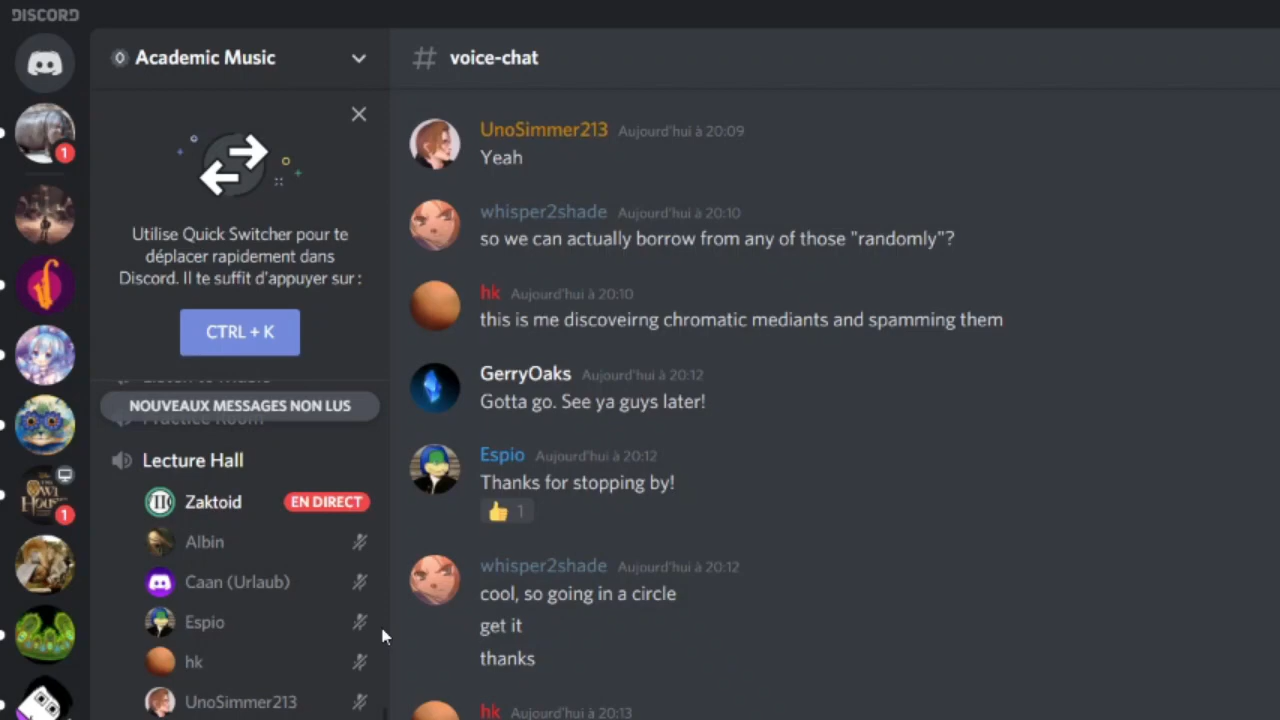 DISCORD
Academic Music
Utilise Quick Switcher pour te
déplacer rapidement dans
Discord. Il te suffit d'appuyer sur :
CTRL + K
NOUVEAUX MESSAGES NON LUS
Practice Room
Lecture Hall
Zaktoid EN DIRECT
Albin
Caan (Urlaub)
Espio
hk
UnoSimmer213
1
1
# voice-chat
UnoSimmer213 Aujourd'hui à 20:09
Yeah
whisper2shade Aujourd'hui à 20:10
so we can actually borrow from any of those "randomly"?
hk Aujourd'hui à 20:10
this is me discoveirng chromatic mediants and spamming them
GerryOaks Aujourd'hui à 20:12
Gotta go. See ya guys later!
Espio Aujourd'hui à 20:12
Thanks for stopping by!
👍 1
whisper2shade Aujourd'hui à 20:12
cool, so going in a circle
get it
thanks
hk Aujourd'hui à 20:13